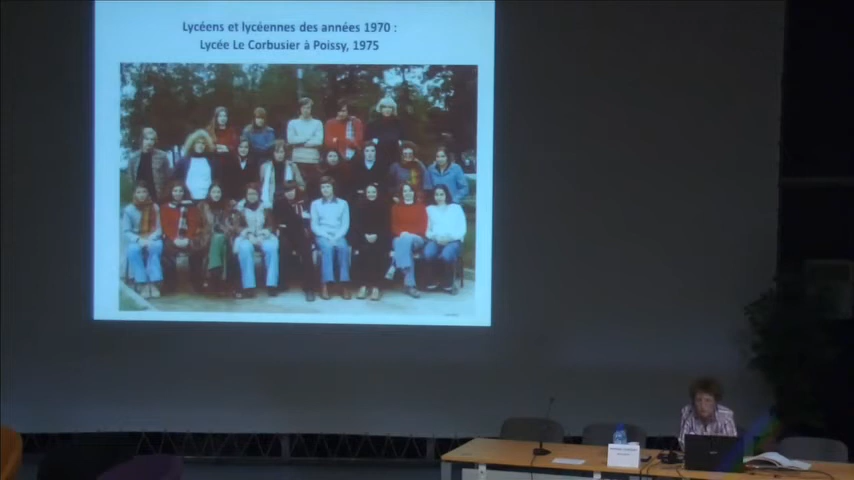 Lycéens et lycéennes des années 1970 :
Lycée Le Corbusier à Poissy, 1975